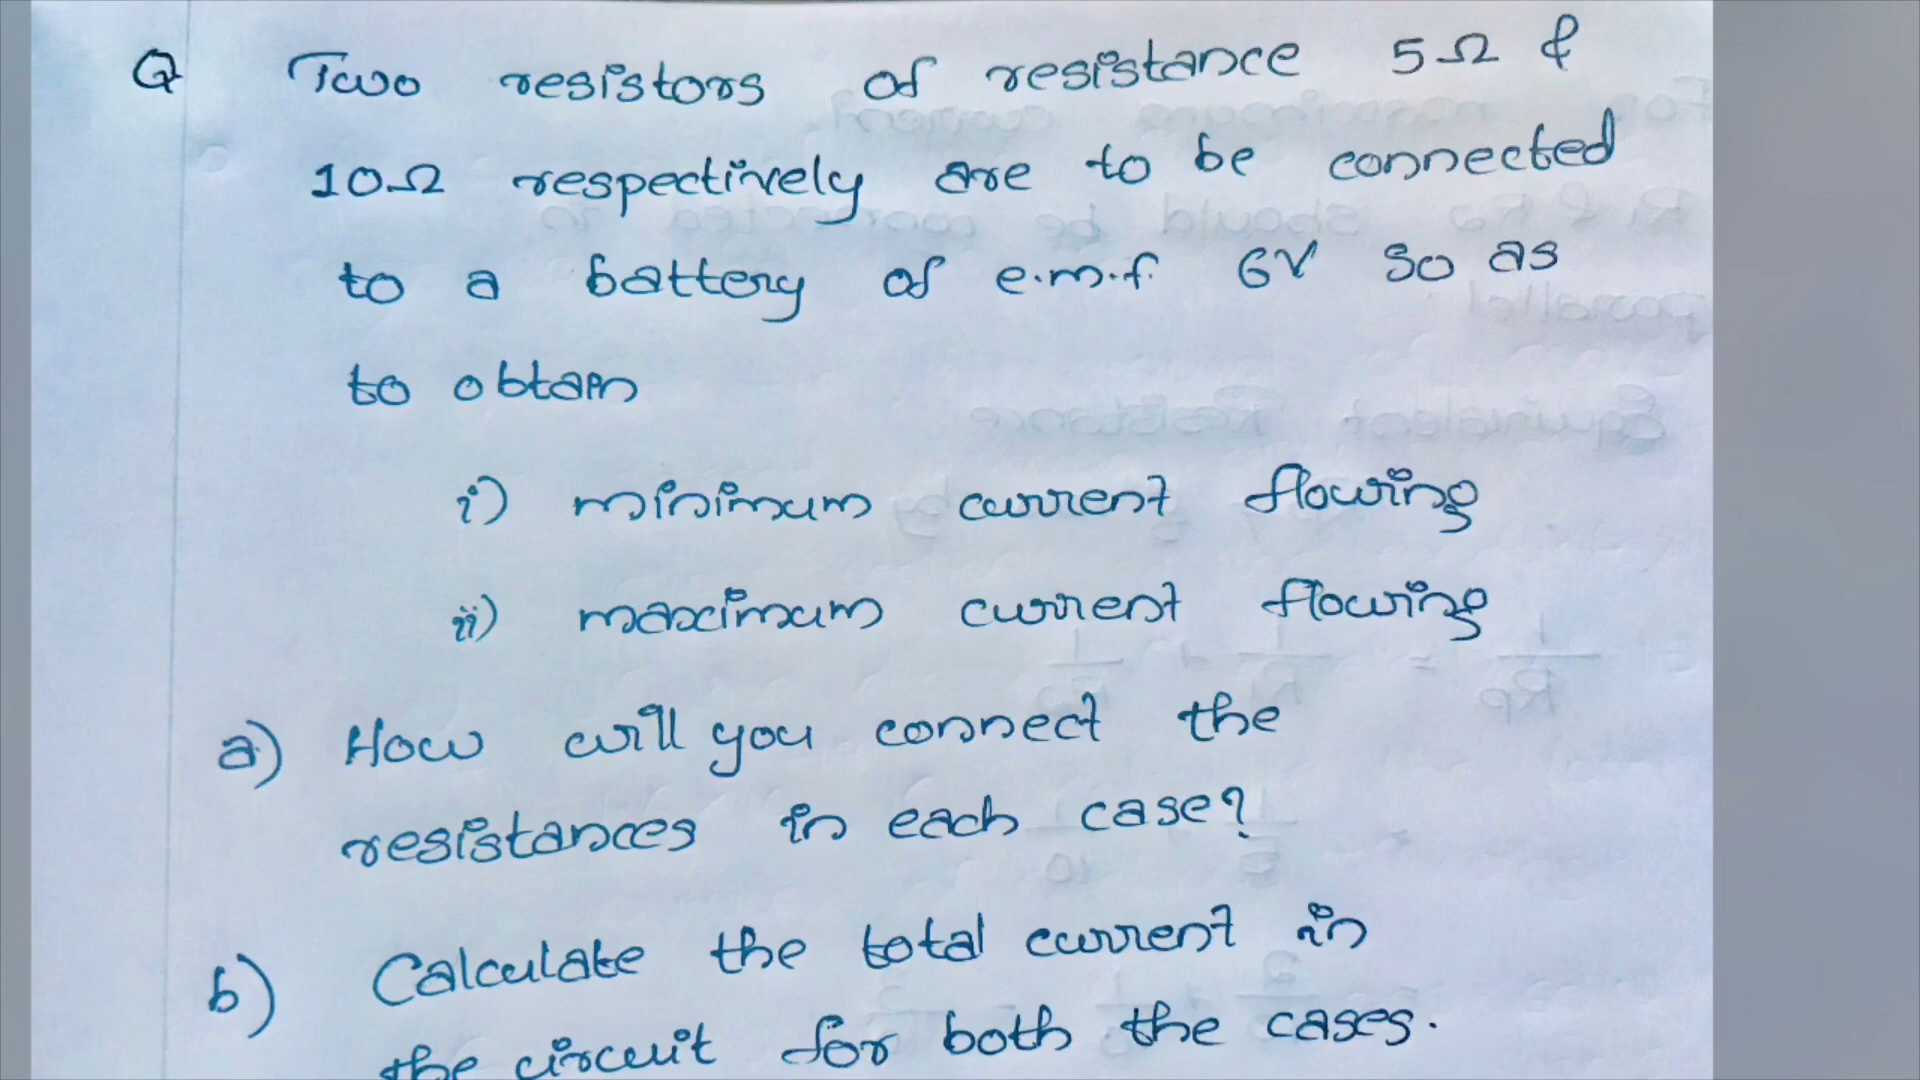 Q Two resistors of resistance 5Ω &
10Ω respectively are to be connected
to a battery of e.m.f. 6V so as
to obtain
i) minimum current flowing
ii) maximum current flowing
a) How will you connect the
resistances in each case?
b) Calculate the total current in
the circuit for both the cases.